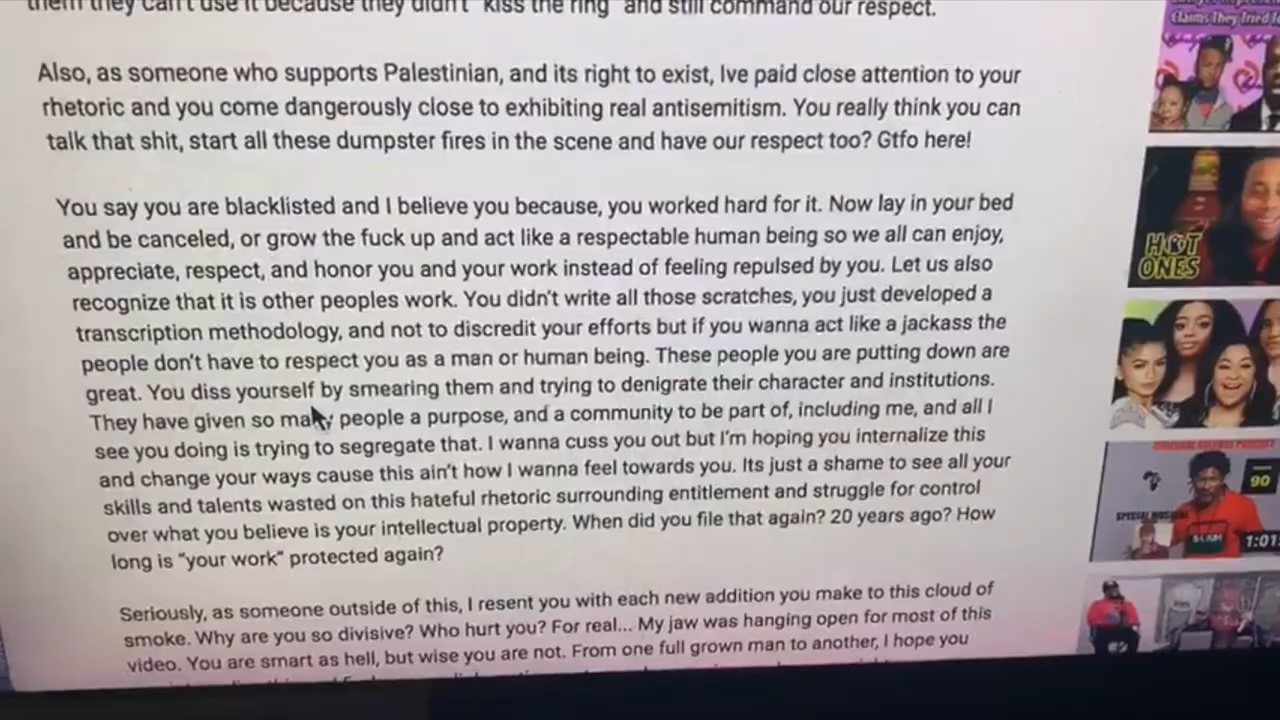 them they can't use it because they didn't "kiss the ring" and still command our respect.
Also, as someone who supports Palestinian, and its right to exist, Ive paid close attention to your
rhetoric and you come dangerously close to exhibiting real antisemitism. You really think you can
talk that shit, start all these dumpster fires in the scene and have our respect too? Gtfo here!
You say you are blacklisted and I believe you because, you worked hard for it. Now lay in your bed
and be canceled, or grow the fuck up and act like a respectable human being so we all can enjoy,
appreciate, respect, and honor you and your work instead of feeling repulsed by you. Let us also
recognize that it is other peoples work. You didn't write all those scratches, you just developed a
transcription methodology, and not to discredit your efforts but if you wanna act like a jackass the
people don't have to respect you as a man or human being. These people you are putting down are
great. You diss yourself by smearing them and trying to denigrate their character and institutions.
They have given so many people a purpose, and a community to be part of, including me, and all I
see you doing is trying to segregate that. I wanna cuss you out but I'm hoping you internalize this
and change your ways cause this ain't how I wanna feel towards you. Its just a shame to see all your
skills and talents wasted on this hateful rhetoric surrounding entitlement and struggle for control
over what you believe is your intellectual property. When did you file that again? 20 years ago? How
long is "your work" protected again?
Seriously, as someone outside of this, I resent you with each new addition you make to this cloud of
smoke. Why are you so divisive? Who hurt you? For real... My jaw was hanging open for most of this
video. You are smart as hell, but wise you are not. From one full grown man to another, I hope you
Claims They Tried
HOT
ONES
90
1:01: